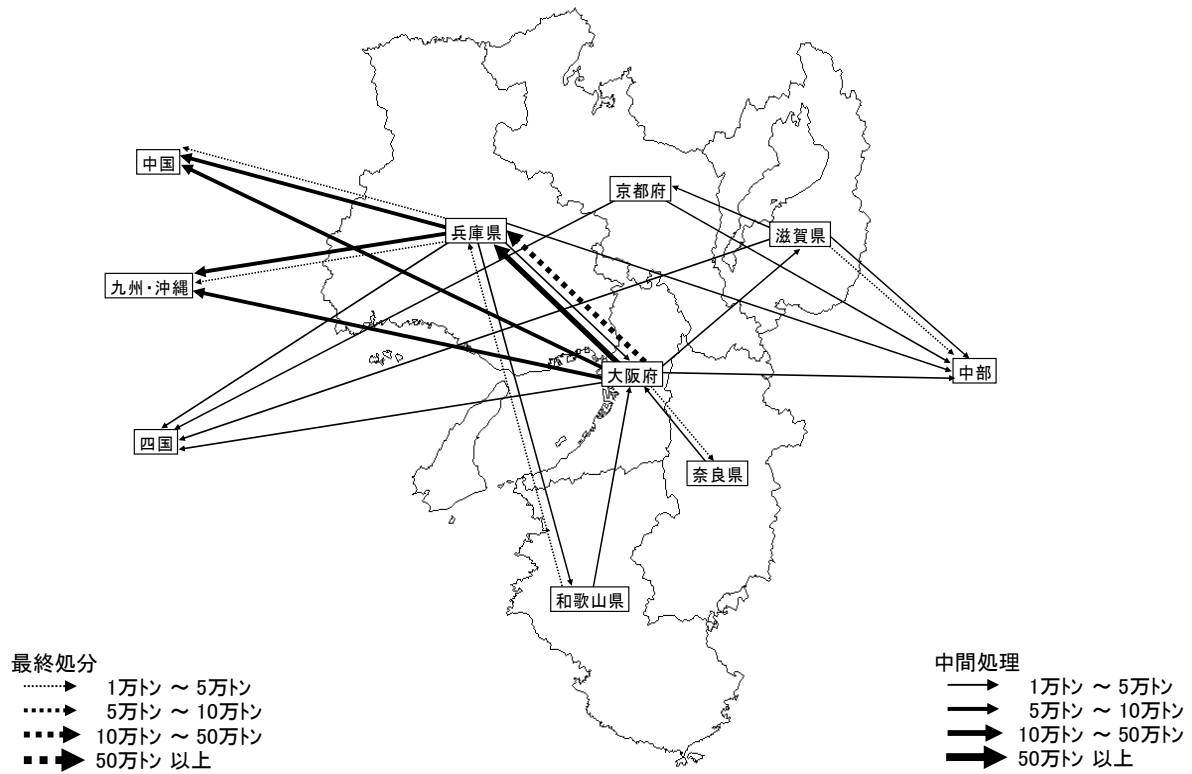 中国
京都府
兵庫県
滋賀県
九州・沖縄
大阪府
中部
四国
奈良県
和歌山県
最終処分
1万トン ～ 5万トン
5万トン ～ 10万トン
10万トン ～ 50万トン
50万トン 以上
中間処理
1万トン ～ 5万トン
5万トン ～ 10万トン
10万トン ～ 50万トン
50万トン 以上